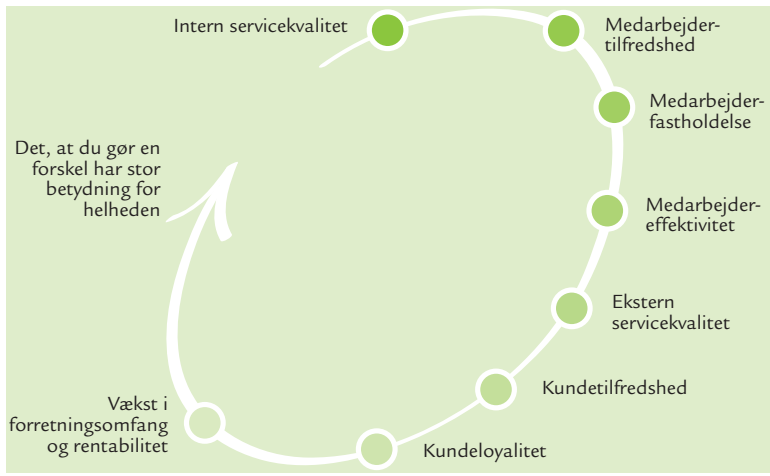 Intern servicekvalitet
Medarbejder-
tilfredshed
Medarbejder-
fastholdelse
Medarbejder-
effektivitet
Ekstern
servicekvalitet
Kundetilfredshed
Kundeloyalitet
Vækst i
forretningsomfang
og rentabilitet
Det, at du gør en
forskel har stor
betydning for
helheden